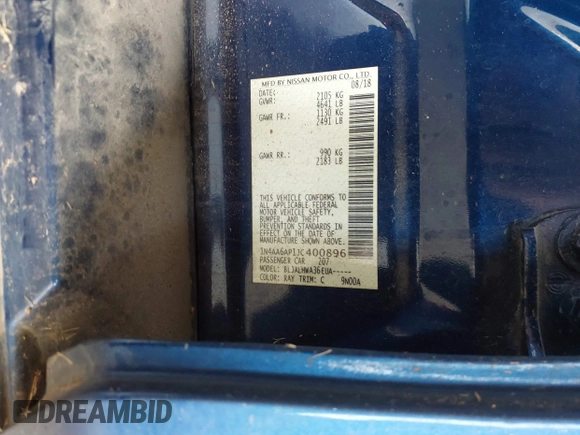 MFD BY NISSAN MOTOR CO., LTD.
DATE: 08/18
GVWR: 2105 KG
4641 LB
GAWR FR.: 1130 KG
2491 LB
GAWR RR.: 990 KG
2183 LB
THIS VEHICLE CONFORMS TO
ALL APPLICABLE FEDERAL
MOTOR VEHICLE SAFETY,
BUMPER, AND THEFT
PREVENTION STANDARDS IN
EFFECT ON THE DATE OF
MANUFACTURE SHOWN ABOVE.
1N4AA6AP1JC400896
PASSENGER CAR 207
MODEL: BLJALHWA36EUA-----
COLOR: RAY TRIM: C 9N00A
DREAMBID